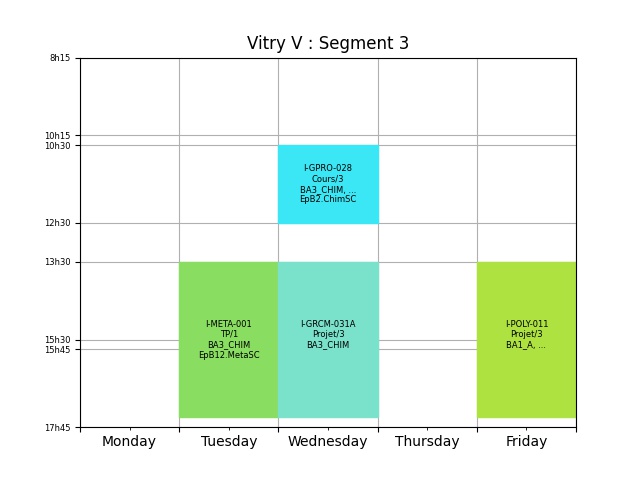 Vitry V : Segment 3
8h15
10h15
10h30
12h30
13h30
15h30
15h45
17h45
I-GPRO-028
Cours/3
BA3_CHIM, ...
EpB2.ChimSC
I-META-001
TP/1
BA3_CHIM
EpB12.MetaSC
I-GRCM-031A
Projet/3
BA3_CHIM
I-POLY-011
Projet/3
BA1_A, ...
Monday
Tuesday
Wednesday
Thursday
Friday